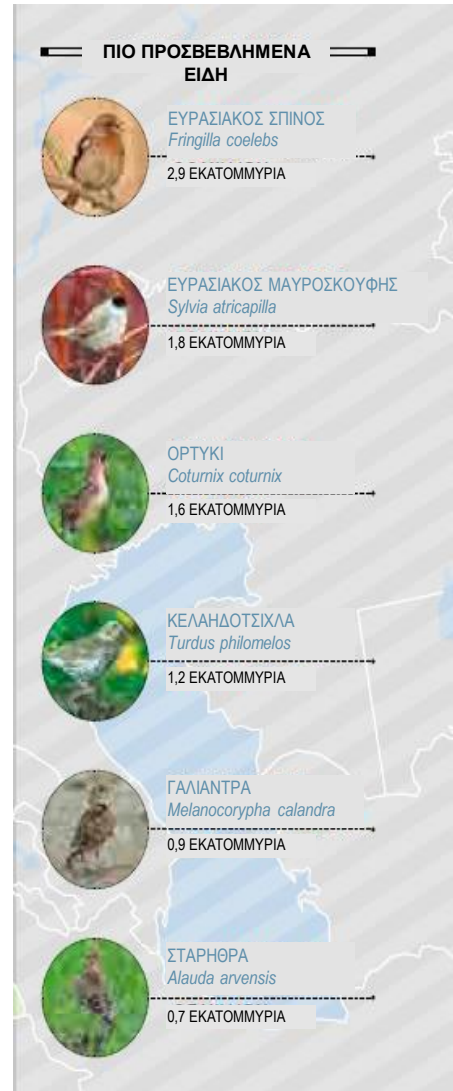 ΠΙΟ ΠΡΟΣΒΕΒΛΗΜΕΝΑ
ΕΙΔΗ
ΕΥΡΑΣΙΑΚΟΣ ΣΠΙΝΟΣ
Fringilla coelebs
2,9 ΕΚΑΤΟΜΜΥΡΙΑ
ΕΥΡΑΣΙΑΚΟΣ ΜΑΥΡΟΣΚΟΥΦΗΣ
Sylvia atricapilla
1,8 ΕΚΑΤΟΜΜΥΡΙΑ
ΟΡΤΥΚΙ
Coturnix coturnix
1,6 ΕΚΑΤΟΜΜΥΡΙΑ
ΚΕΛΑΗΔΟΤΣΙΧΛΑ
Turdus philomelos
1,2 ΕΚΑΤΟΜΜΥΡΙΑ
ΓΑΛΙΑΝΤΡΑ
Melanocorypha calandra
0,9 ΕΚΑΤΟΜΜΥΡΙΑ
ΣΤΑΡΗΘΡΑ
Alauda arvensis
0,7 ΕΚΑΤΟΜΜΥΡΙΑ